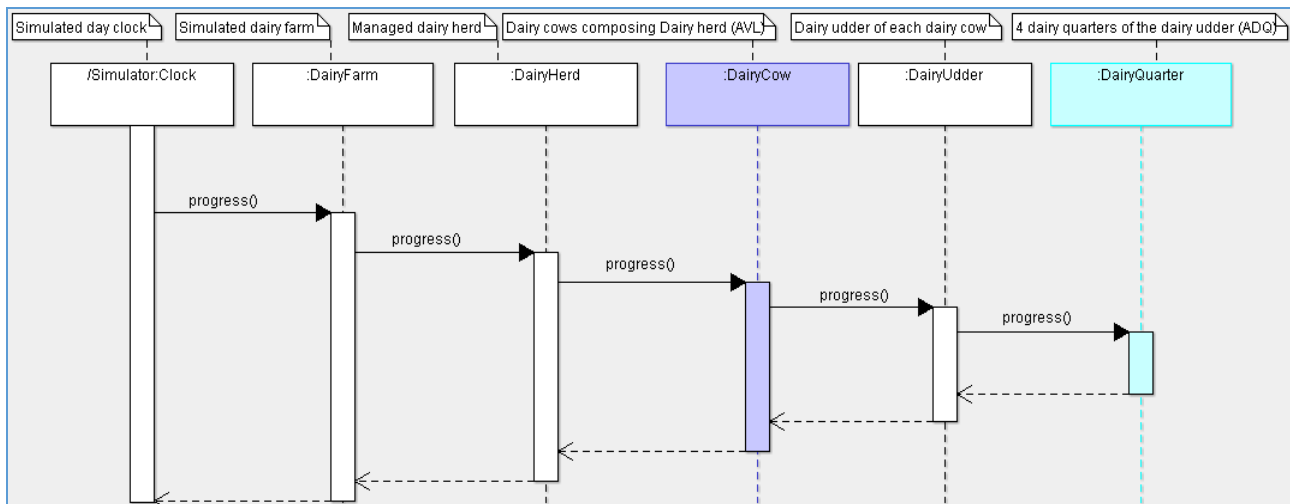 Simulated day clock
Simulated dairy farm
Managed dairy herd
Dairy cows composing Dairy herd (AVL)
Dairy udder of each dairy cow
4 dairy quarters of the dairy udder (ADQ)
/Simulator:Clock
:DairyFarm
:DairyHerd
:DairyCow
:DairyUdder
:DairyQuarter
progress()
progress()
progress()
progress()
progress()